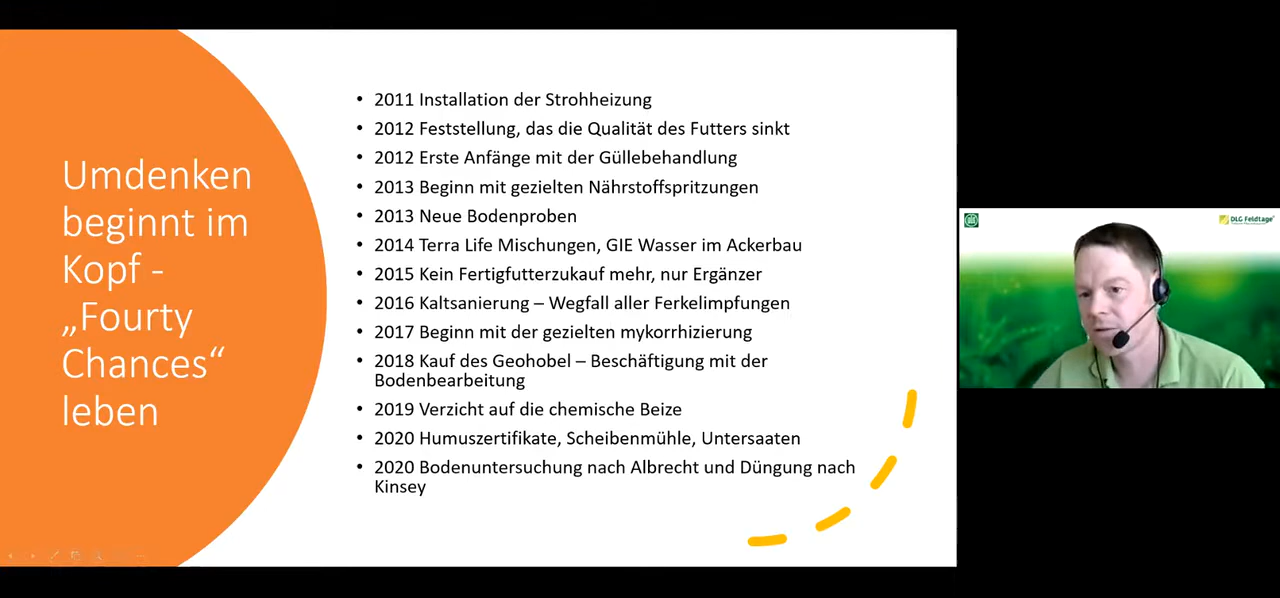 Umdenken
beginnt im
Kopf -
„Fourty
Chances“
leben
• 2011 Installation der Strohheizung
• 2012 Feststellung, das die Qualität des Futters sinkt
• 2012 Erste Anfänge mit der Güllebehandlung
• 2013 Beginn mit gezielten Nährstoffspritzungen
• 2013 Neue Bodenproben
• 2014 Terra Life Mischungen, GIE Wasser im Ackerbau
• 2015 Kein Fertigfutterzukauf mehr, nur Ergänzer
• 2016 Kaltsanierung – Wegfall aller Ferkelimpfungen
• 2017 Beginn mit der gezielten mykorrhizierung
• 2018 Kauf des Geohobel – Beschäftigung mit der
Bodenbearbeitung
• 2019 Verzicht auf die chemische Beize
• 2020 Humuszertifikate, Scheibenmühle, Untersaaten
• 2020 Bodenuntersuchung nach Albrecht und Düngung nach
Kinsey
DLG Feldtage